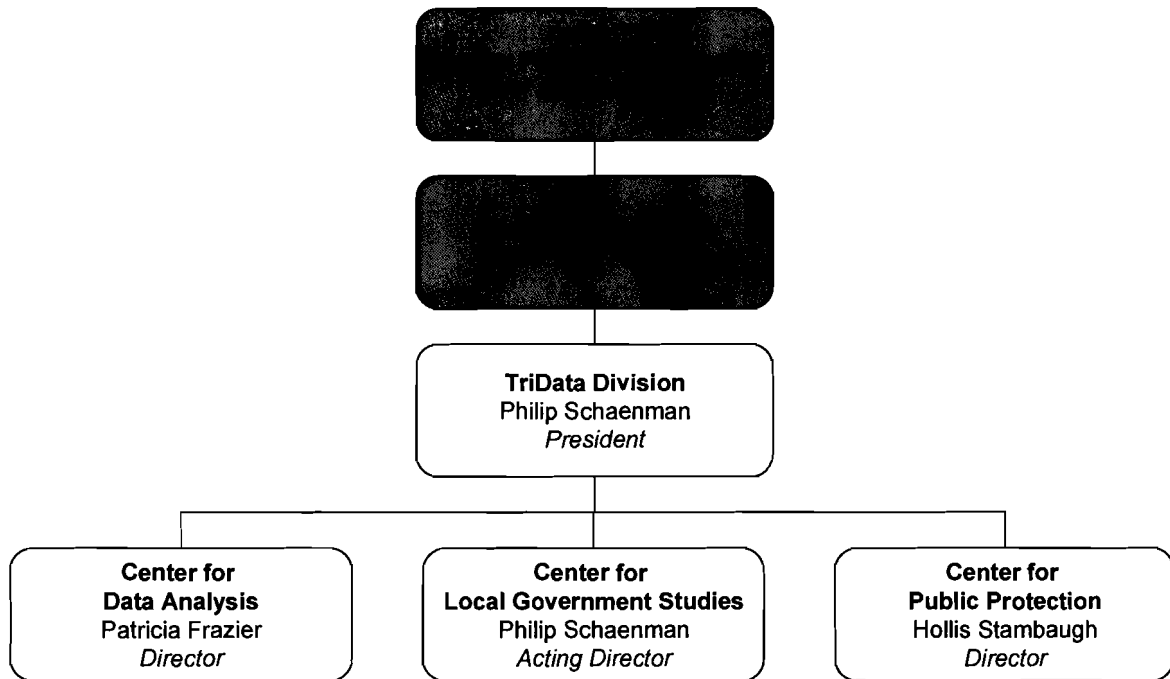 TriData Division
Philip Schaenman
President
Center for
Data Analysis
Patricia Frazier
Director
Center for
Local Government Studies
Philip Schaenman
Acting Director
Center for
Public Protection
Hollis Stambaugh
Director